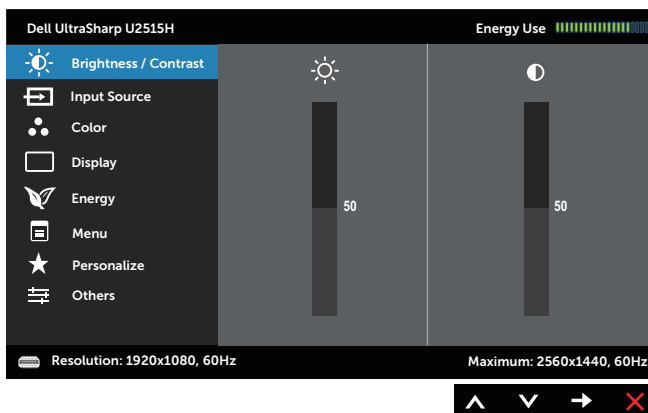 Dell UltraSharp U2515H
Energy Use
Brightness / Contrast
Input Source
Color
Display
Energy
Menu
Personalize
Others
50
50
Resolution: 1920x1080, 60Hz
Maximum: 2560x1440, 60Hz